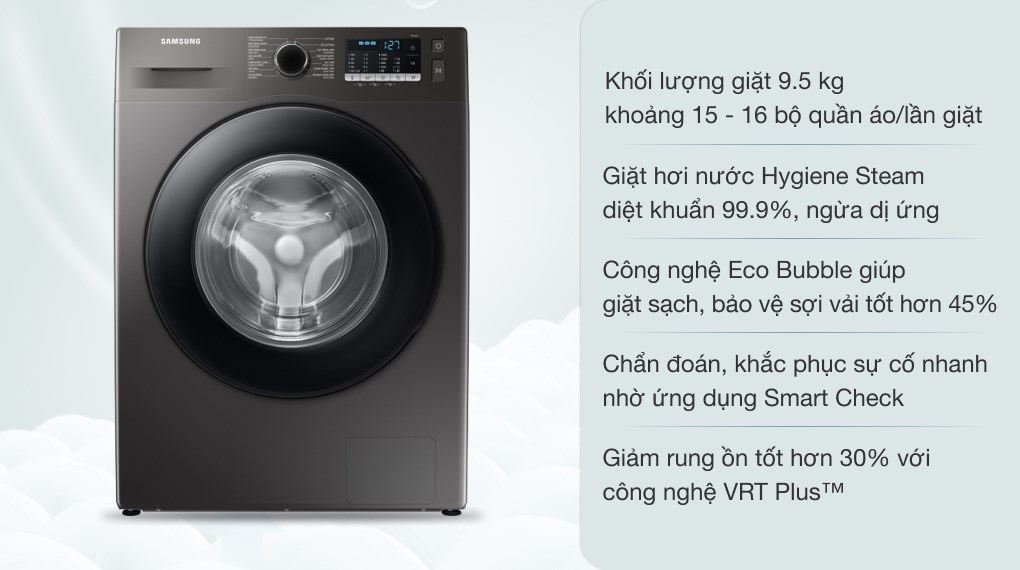 SAMSUNG
1:27
Khối lượng giặt 9.5 kg
khoảng 15 - 16 bộ quần áo/lần giặt
Giặt hơi nước Hygiene Steam
diệt khuẩn 99.9%, ngừa dị ứng
Công nghệ Eco Bubble giúp
giặt sạch, bảo vệ sợi vải tốt hơn 45%
Chẩn đoán, khắc phục sự cố nhanh
nhờ ứng dụng Smart Check
Giảm rung ồn tốt hơn 30% với
công nghệ VRT Plus™